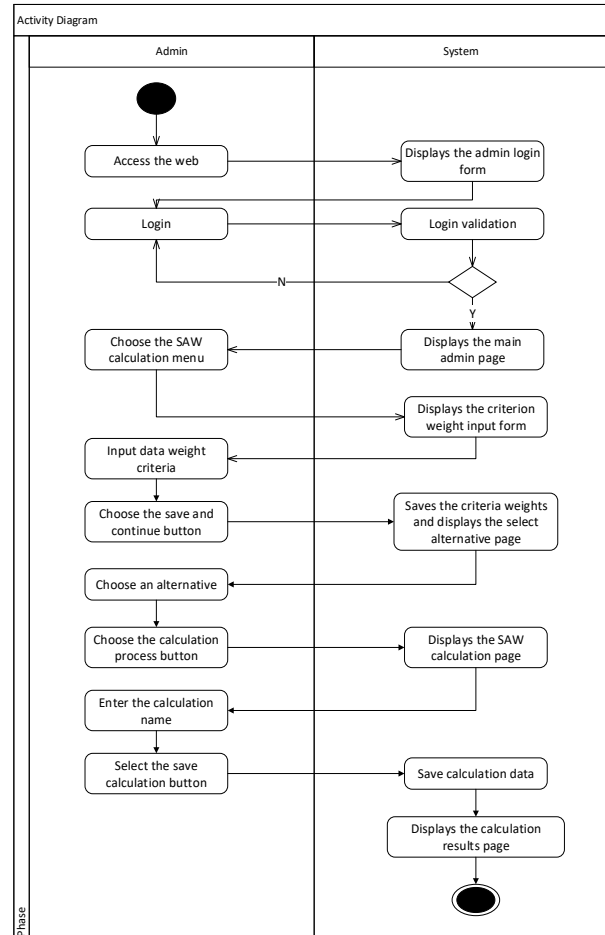 Activity Diagram
Admin
System
Access the web
Displays the admin login
form
Login
Login validation
N
Y
Choose the SAW
calculation menu
Displays the main
admin page
Displays the criterion
weight input form
Input data weight
criteria
Choose the save and
continue button
Saves the criteria weights
and displays the select
alternative page
Choose an alternative
Choose the calculation
process button
Displays the SAW
calculation page
Enter the calculation
name
Select the save
calculation button
Save calculation data
Displays the calculation
results page
Phase